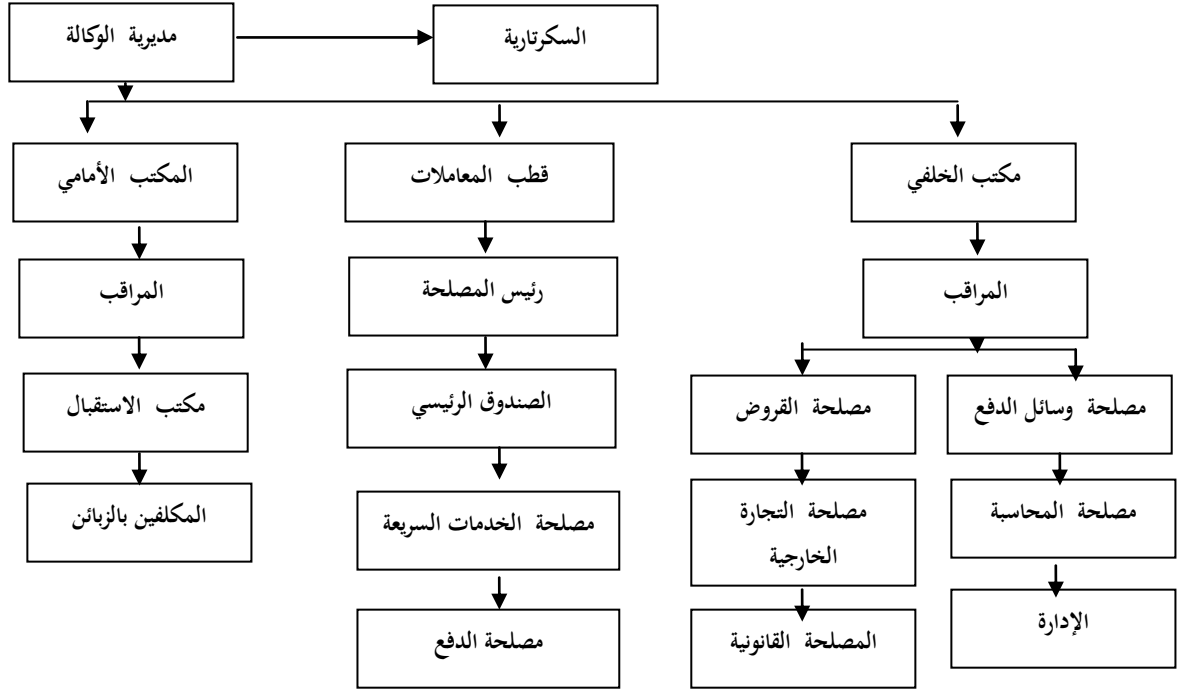 مديرية الوكالة
السكرتارية
مكتب الخلفي
قطب المعاملات
المكتب الأمامي
المراقب
رئيس المصلحة
المراقب
مصلحة وسائل الدفع
مصلحة القروض
الصندوق الرئيسي
مكتب الاستقبال
مصلحة المحاسبة
مصلحة التجارة
الخارجية
مصلحة الخدمات السريعة
المكلفين بالزبائن
الإدارة
المصلحة القانونية
مصلحة الدفع